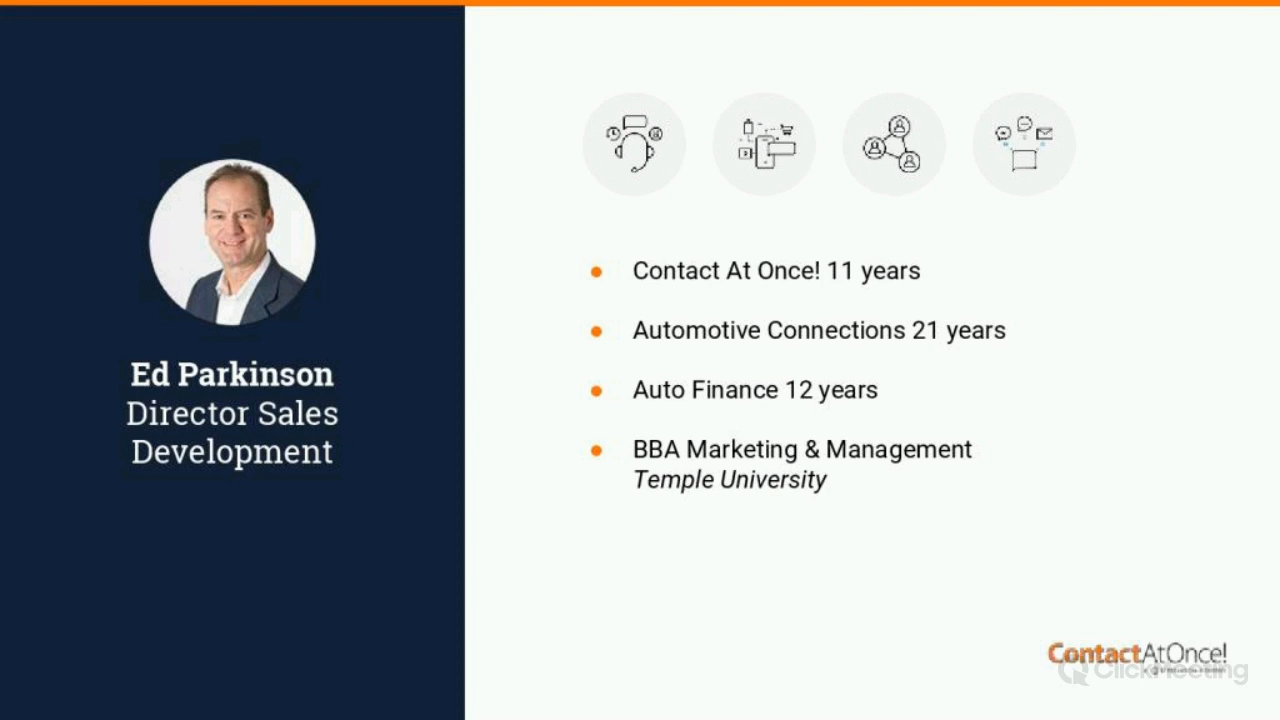 Ed Parkinson
Director Sales
Development
Contact At Once! 11 years
Automotive Connections 21 years
Auto Finance 12 years
BBA Marketing & Management
Temple University
ContactAtOnce!
ClickMeeting